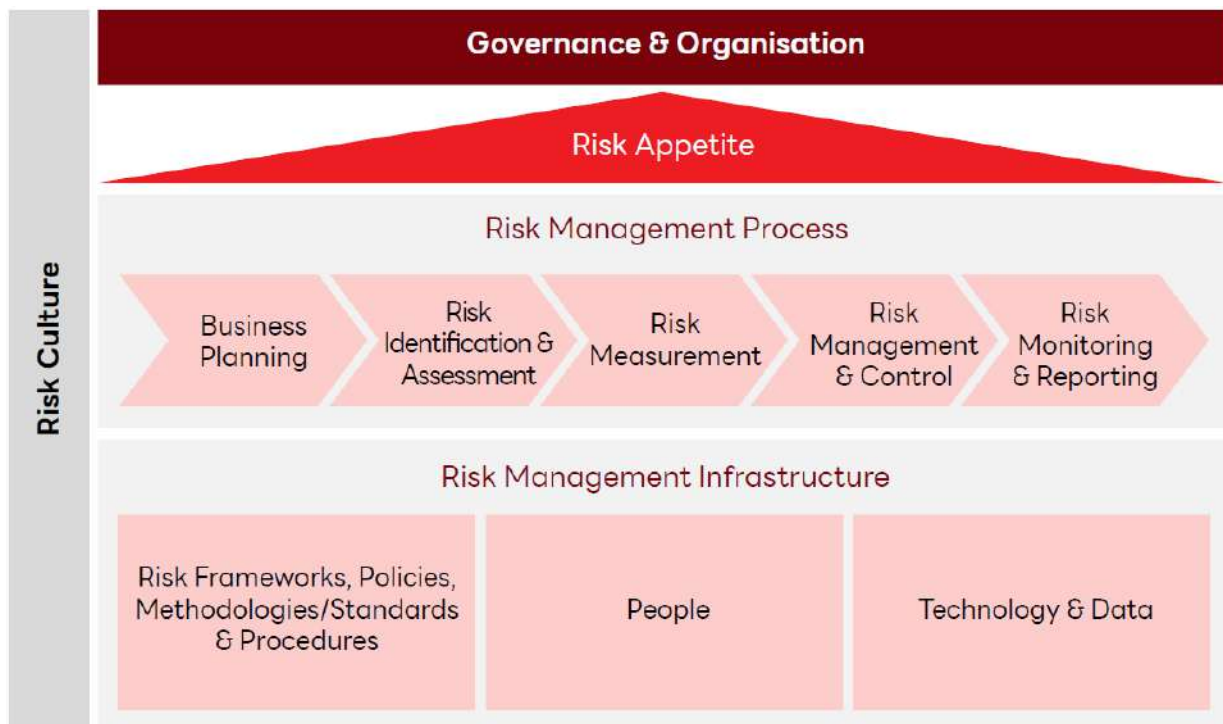 Governance & Organisation
Risk Appetite
Risk Culture
Risk Management Process
Business
Planning
Risk
Identification &
Assessment
Risk
Measurement
Risk
Management
& Control
Risk
Monitoring
& Reporting
Risk Management Infrastructure
Risk Frameworks, Policies,
Methodologies/Standards
& Procedures
People
Technology & Data